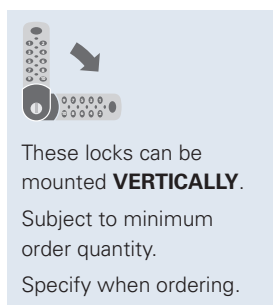 These locks can be
mounted VERTICALLY.
Subject to minimum
order quantity.
Specify when ordering.